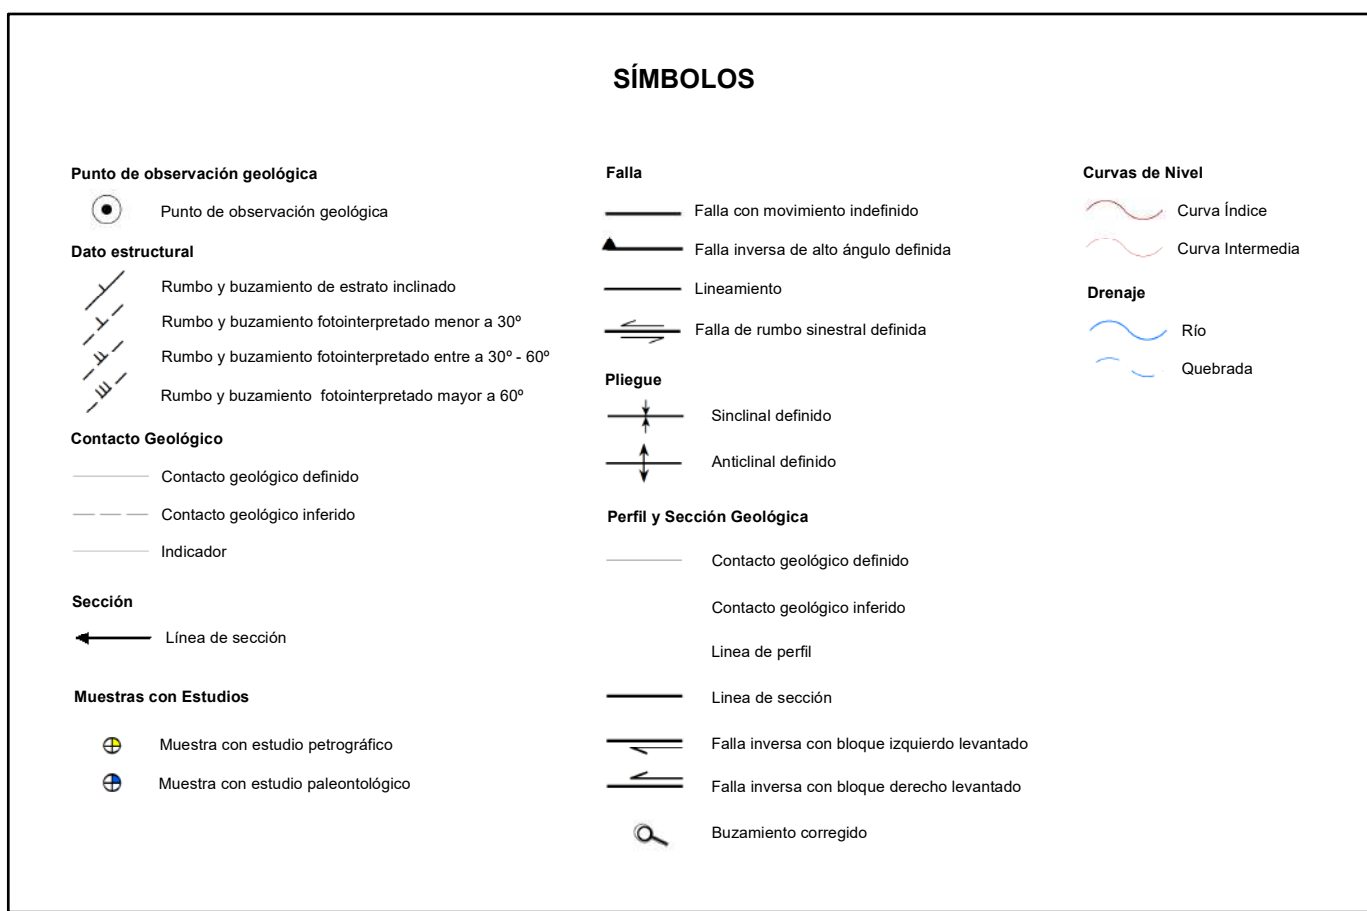 SÍMBOLOS
Punto de observación geológica
Punto de observación geológica
Dato estructural
Rumbo y buzamiento de estrato inclinado
Rumbo y buzamiento fotointerpretado menor a 30º
Rumbo y buzamiento fotointerpretado entre a 30º - 60º
Rumbo y buzamiento fotointerpretado mayor a 60º
Contacto Geológico
Contacto geológico definido
Contacto geológico inferido
Indicador
Sección
Línea de sección
Muestras con Estudios
Muestra con estudio petrográfico
Muestra con estudio paleontológico
Falla
Falla con movimiento indefinido
Falla inversa de alto ángulo definida
Lineamiento
Falla de rumbo sinestral definida
Pliegue
Sinclinal definido
Anticlinal definido
Perfil y Sección Geológica
Contacto geológico definido
Contacto geológico inferido
Linea de perfil
Linea de sección
Falla inversa con bloque izquierdo levantado
Falla inversa con bloque derecho levantado
Buzamiento corregido
Curvas de Nivel
Curva Índice
Curva Intermedia
Drenaje
Río
Quebrada